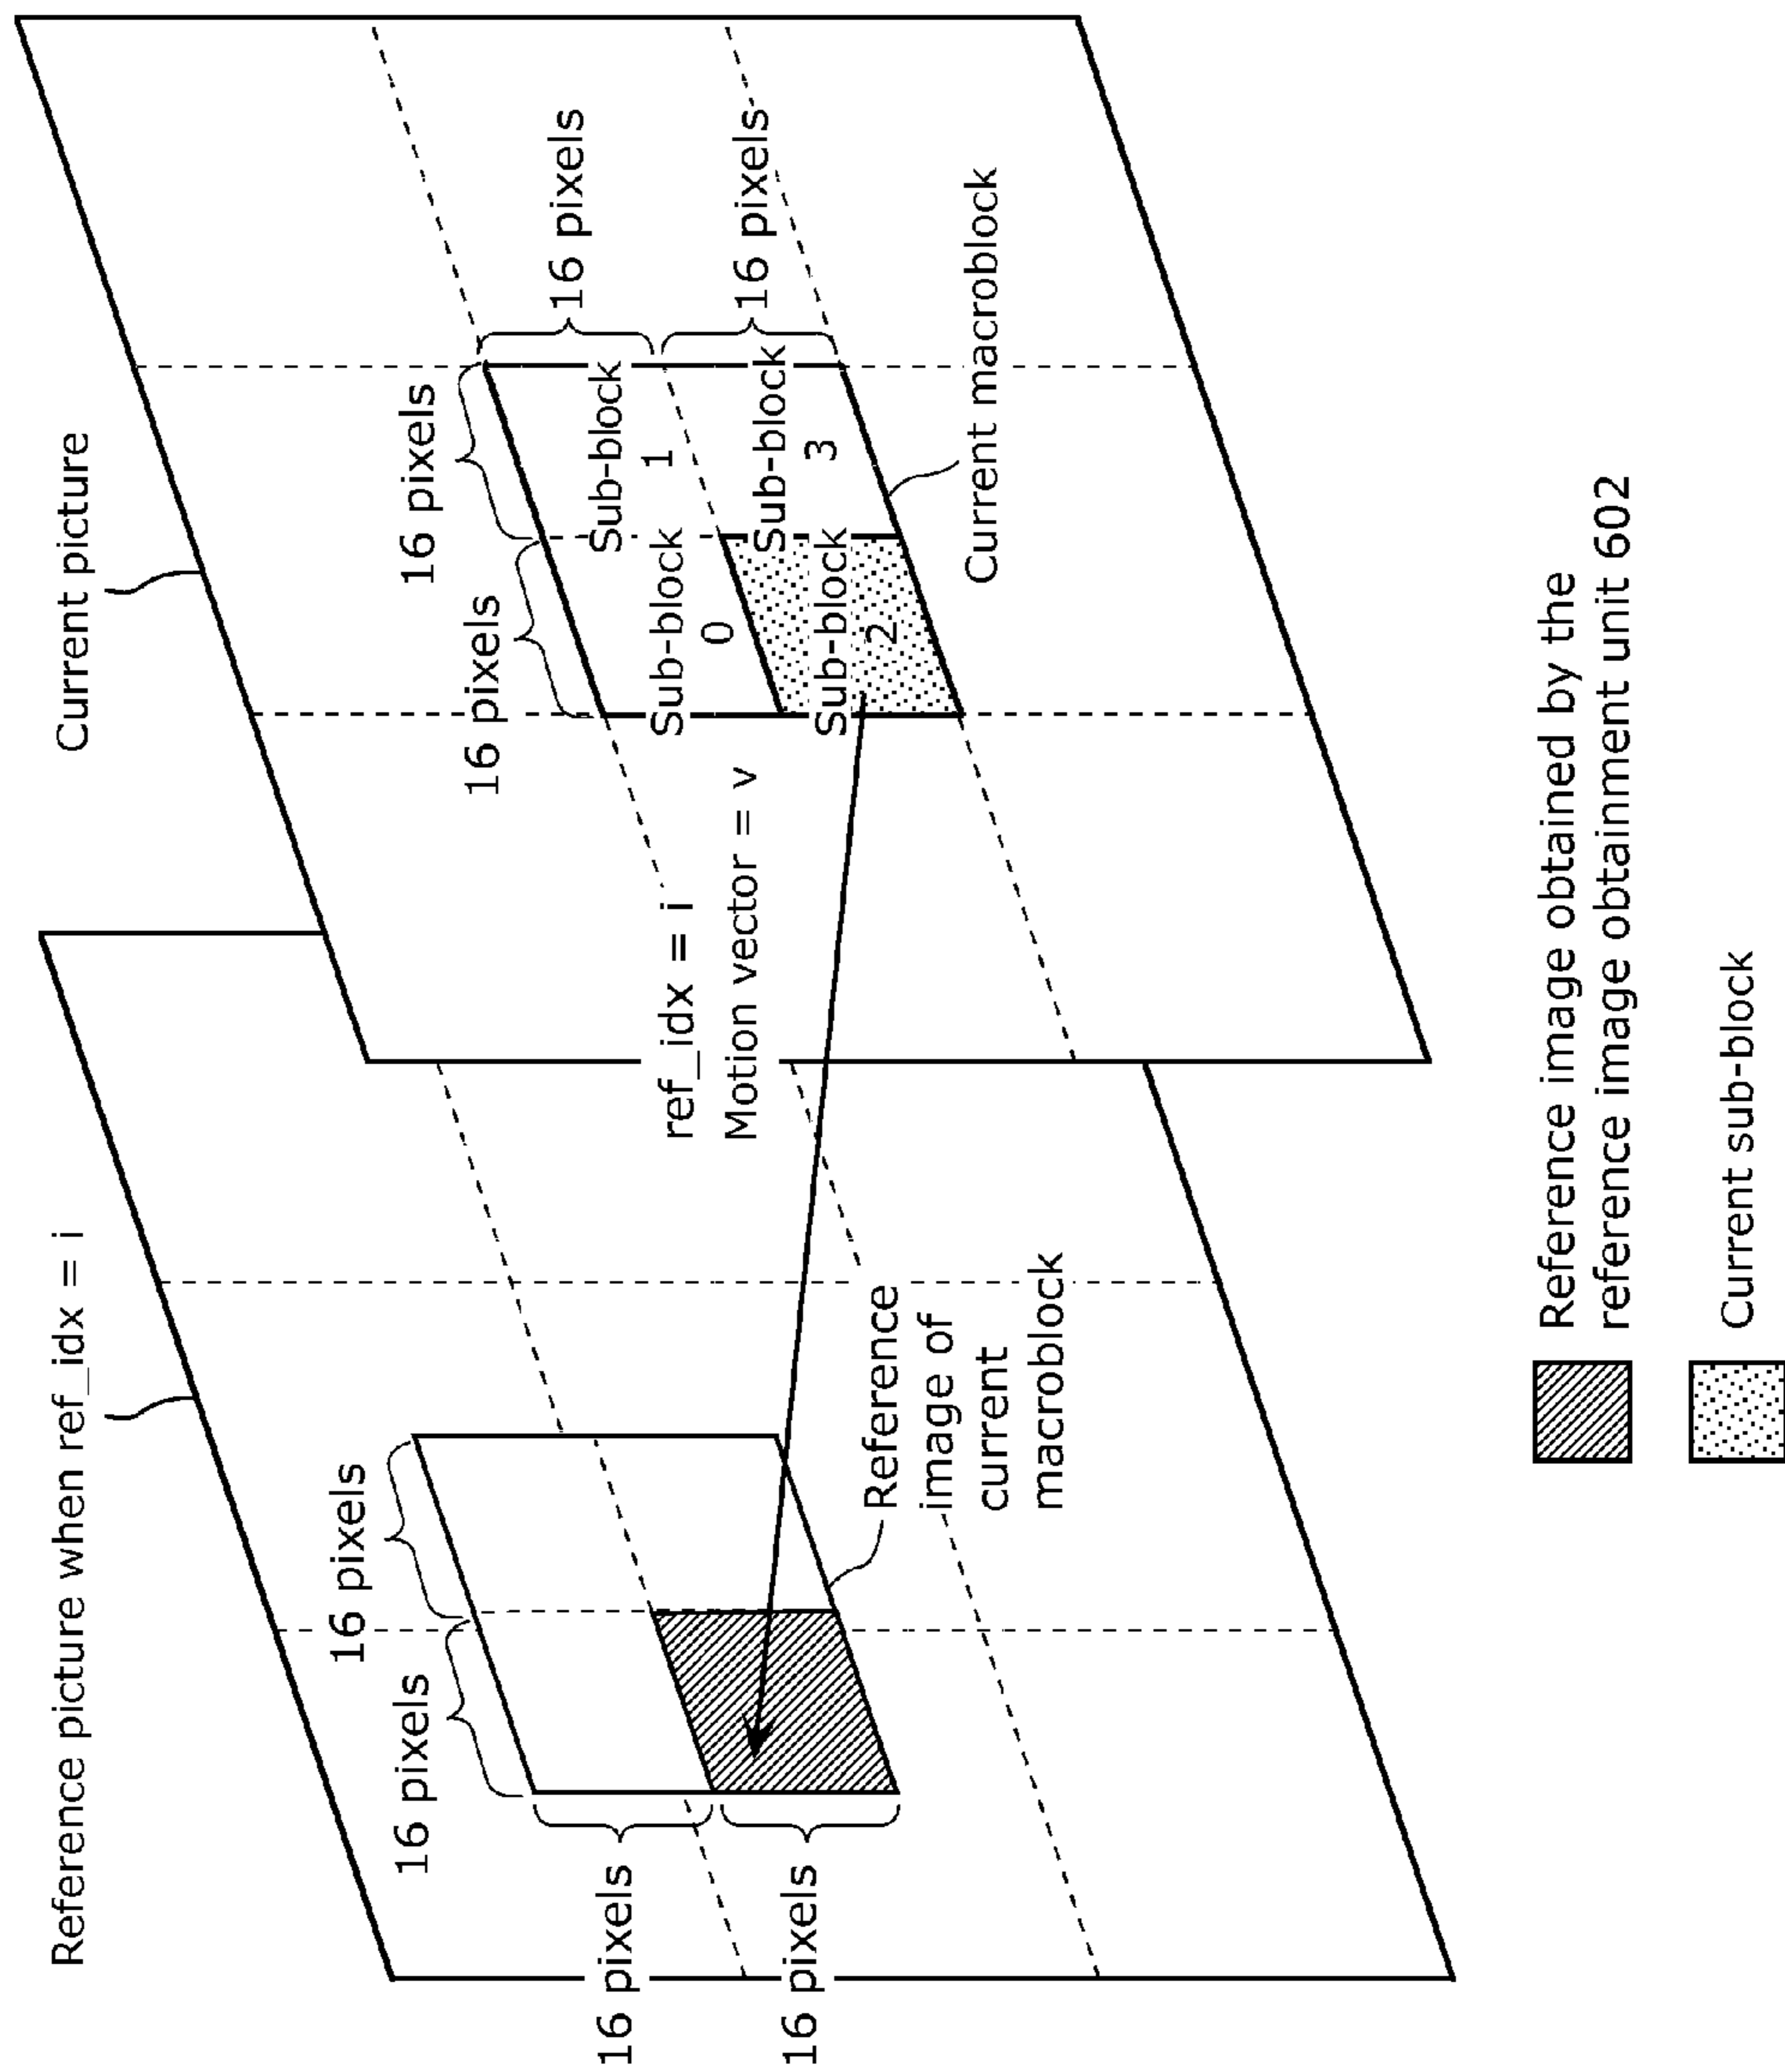 Reference picture when ref_idx = i
Current picture
16 pixels
16 pixels
16 pixels
16 pixels
Reference
image of
current
macroblock
ref_idx = i
Motion vector = v
16 pixels
16 pixels
Sub-block
0
Sub-block
1
Sub-block
2
Sub-block
3
16 pixels
16 pixels
Current macroblock
Reference image obtained by the
reference image obtainment unit 602
Current sub-block